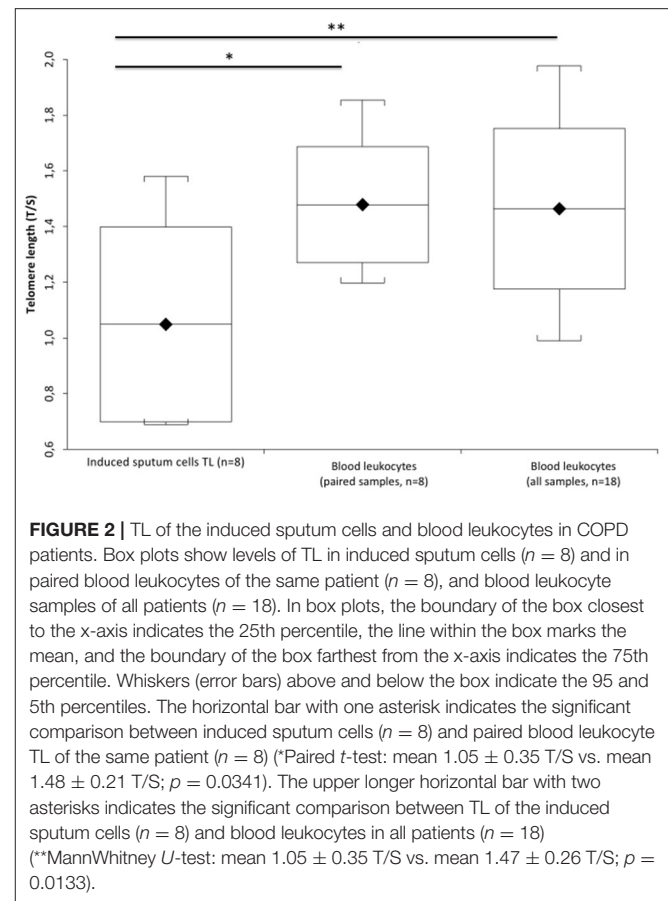 **
*
Telomere length (T/S)
2,0
1,8
1,6
1,4
1,2
1,0
0,8
0,6
Induced sputum cells TL (n=8)
Blood leukocytes
(paired samples, n=8)
Blood leukocytes
(all samples, n=18)
FIGURE 2 | TL of the induced sputum cells and blood leukocytes in COPD
patients. Box plots show levels of TL in induced sputum cells (n = 8) and in
paired blood leukocytes of the same patient (n = 8), and blood leukocyte
samples of all patients (n = 18). In box plots, the boundary of the box closest
to the x-axis indicates the 25th percentile, the line within the box marks the
mean, and the boundary of the box farthest from the x-axis indicates the 75th
percentile. Whiskers (error bars) above and below the box indicate the 95 and
5th percentiles. The horizontal bar with one asterisk indicates the significant
comparison between induced sputum cells (n = 8) and paired blood leukocyte
TL of the same patient (n = 8) (*Paired t-test: mean 1.05 ± 0.35 T/S vs. mean
1.48 ± 0.21 T/S; p = 0.0341). The upper longer horizontal bar with two
asterisks indicates the significant comparison between TL of the induced
sputum cells (n = 8) and blood leukocytes in all patients (n = 18)
(**MannWhitney U-test: mean 1.05 ± 0.35 T/S vs. mean 1.47 ± 0.26 T/S; p =
0.0133).